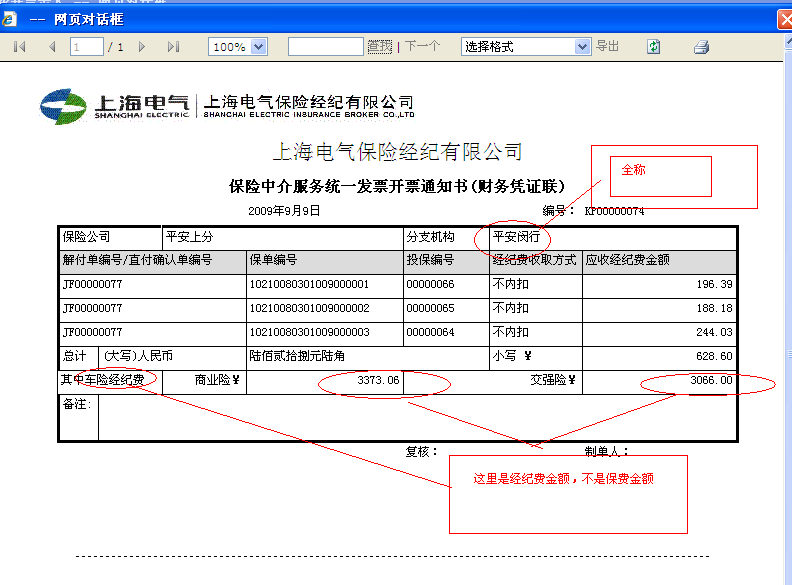 -- 网页对话框
1 / 1 100% 查找 | 下一个 选择格式 导出
上海电气 上海电气保险经纪有限公司
SHANGHAI ELECTRIC SHANGHAI ELECTRIC INSURANCE BROKER CO.,LTD
上海电气保险经纪有限公司
全称
保险中介服务统一发票开票通知书(财务凭证联)
2009年9月9日 编号: KP00000074
保险公司 平安上分 分支机构 平安闵行
解付单编号/直付确认单编号 保单编号 投保编号 经纪费收取方式 应收经纪费金额
JF00000077 10210080301009000001 00000066 不内扣 196.39
JF00000077 10210080301009000002 00000065 不内扣 188.18
JF00000077 10210080301009000003 00000064 不内扣 244.03
总计 (大写)人民币 陆佰贰拾捌元陆角 小写 ¥ 628.60
其中车险经纪费 商业险¥ 3373.06 交强险¥ 3066.00
备注:
复核: 制单人:
这里是经纪费金额，不是保费金额